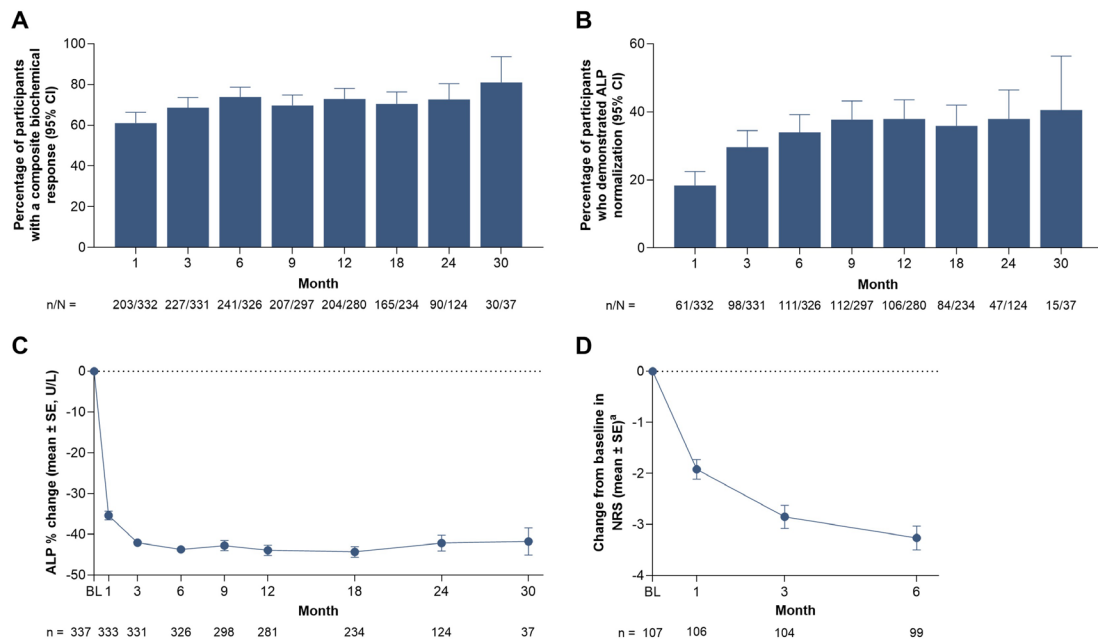 A
Percentage of participants
with a composite biochemical
response (95% CI)
100
80
60
40
20
0
1 3 6 9 12 18 24 30
Month
n/N = 203/332 227/331 241/326 207/297 204/280 165/234 90/124 30/37
B
Percentage of participants
who demonstrated ALP
normalization (95% CI)
60
40
20
0
1 3 6 9 12 18 24 30
Month
n/N = 61/332 98/331 111/326 112/297 106/280 84/234 47/124 15/37
C
ALP % change (mean ± SE, U/L)
0
-10
-20
-30
-40
-50
BL 1 3 6 9 12 18 24 30
Month
n = 337 333 331 326 298 281 234 124 37
D
Change from baseline in
NRS (mean ± SE)ᵃ
0
-1
-2
-3
-4
BL 1 3 6
Month
n = 107 106 104 99